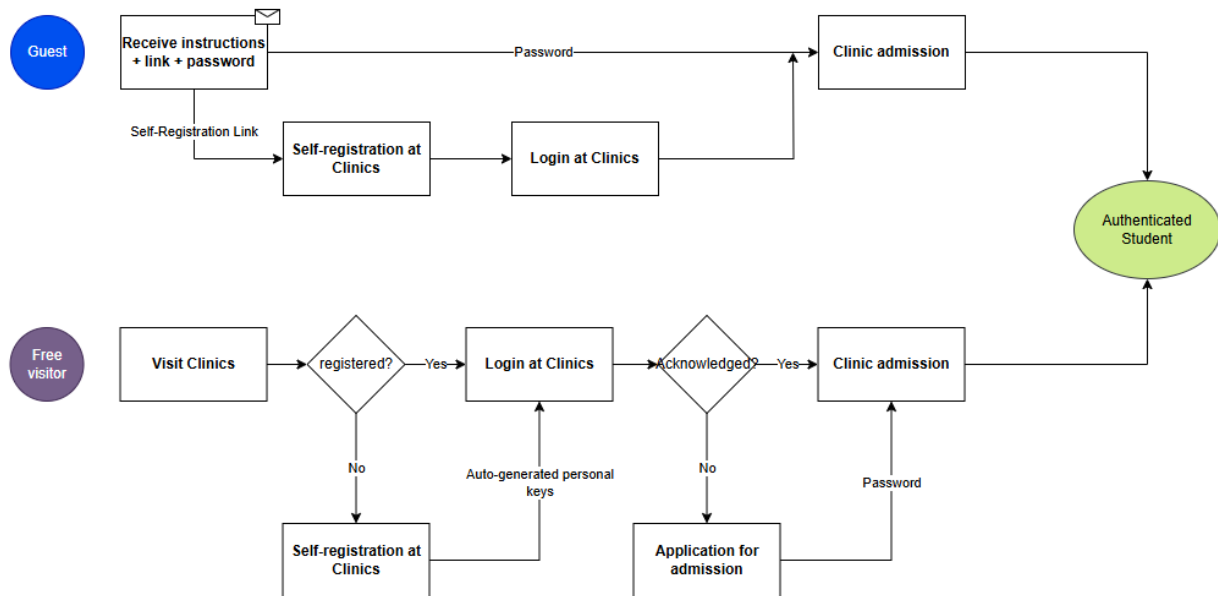 Guest
Receive instructions
+ link + password
Password
Clinic admission
Self-Registration Link
Self-registration at
Clinics
Login at Clinics
Authenticated
Student
Free
visitor
Visit Clinics
registered?
Yes
Login at Clinics
Acknowledged?
Yes
Clinic admission
No
Auto-generated personal
keys
No
Password
Self-registration at
Clinics
Application for
admission